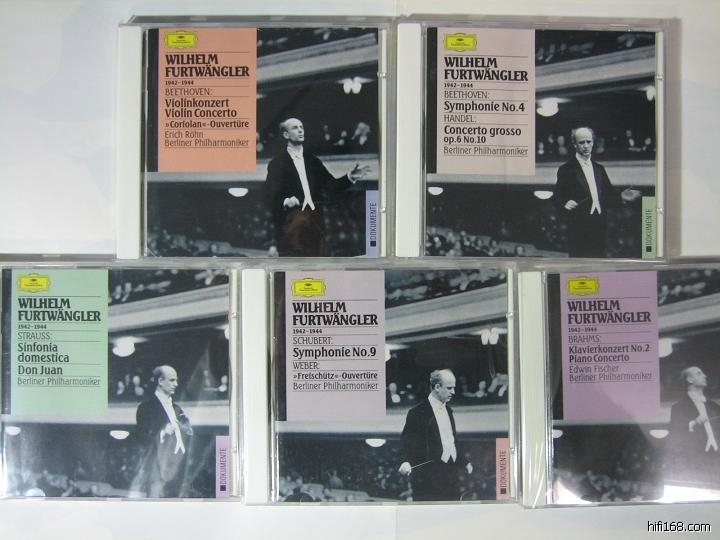 WILHELM
FURTWÄNGLER
1942-1944
BEETHOVEN:
Violinkonzert
Violin Concerto
»Coriolan«-Ouvertüre
Erich Röhn
Berliner Philharmoniker
DOKUMENTE
WILHELM
FURTWÄNGLER
1942-1944
BEETHOVEN:
Symphonie No.4
HANDEL:
Concerto grosso
op.6 No.10
Berliner Philharmoniker
DOKUMENTE
WILHELM
FURTWÄNGLER
1942-1944
STRAUSS:
Sinfonia
domestica
Don Juan
Berliner Philharmoniker
DOKUMENTE
WILHELM
FURTWÄNGLER
1942-1944
SCHUBERT:
Symphonie No.9
WEBER:
»Freischütz«-Ouvertüre
Berliner Philharmoniker
DOKUMENTE
WILHELM
FURTWÄNGLER
1942-1944
BRAHMS:
Klavierkonzert No.2
Piano Concerto
Edwin Fischer
Berliner Philharmoniker
hifi168.com